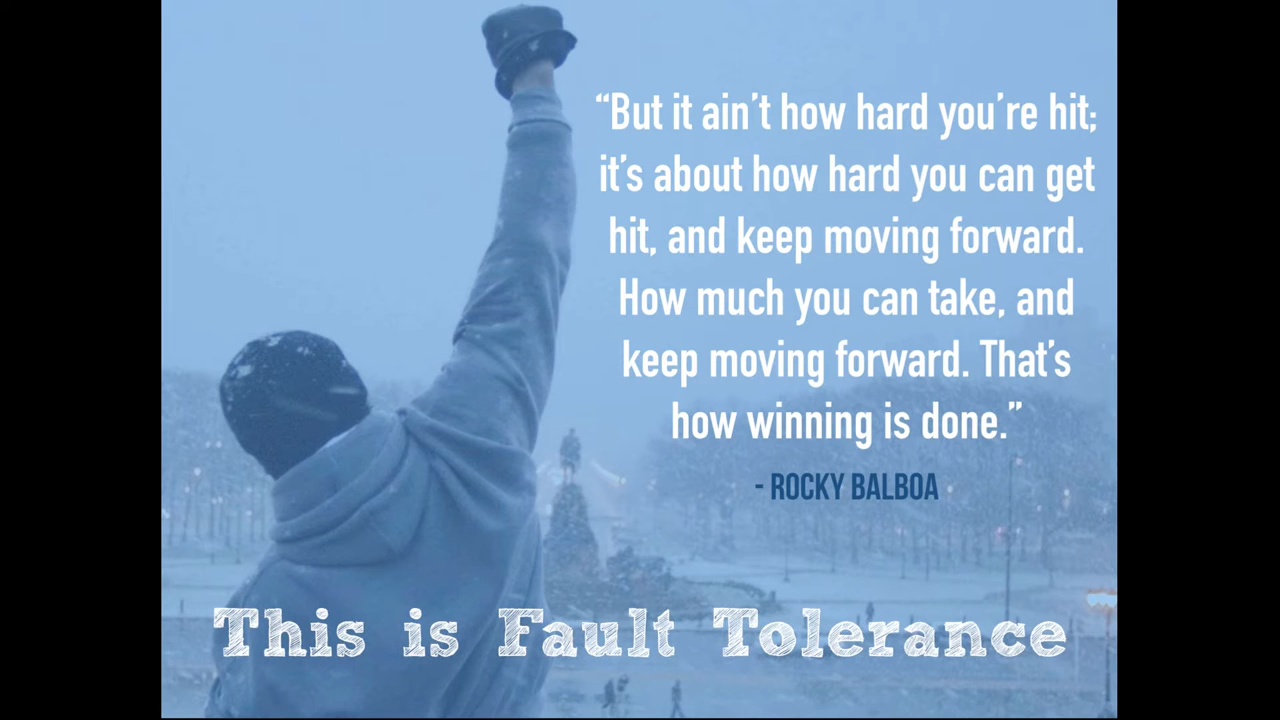 “But it ain’t how hard you’re hit;
it’s about how hard you can get
hit, and keep moving forward.
How much you can take, and
keep moving forward. That’s
how winning is done.”
- ROCKY BALBOA
This is Fault Tolerance